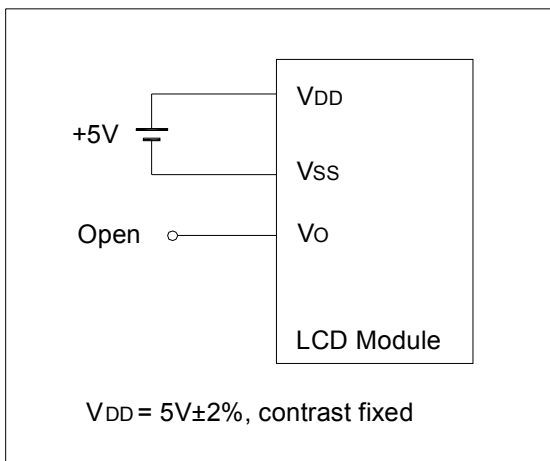 VDD
+5V
VSS
Open
VO
LCD Module
VDD = 5V±2%, contrast fixed